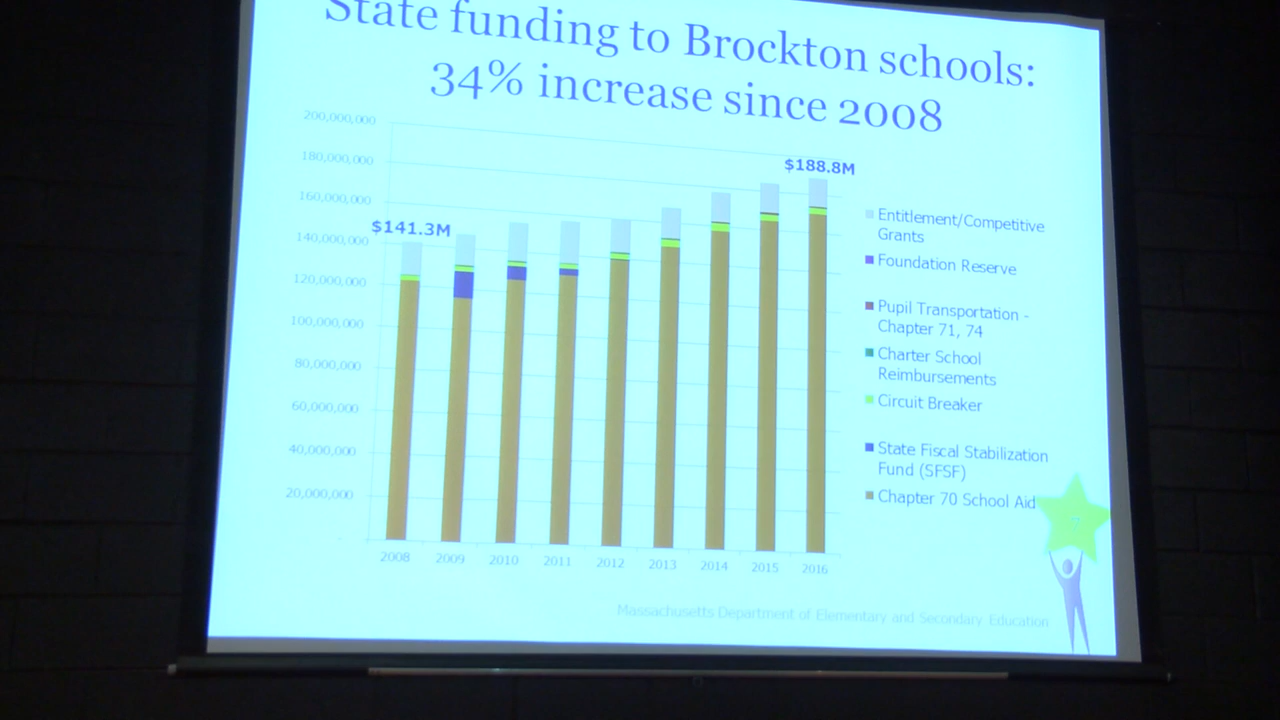 State funding to Brockton schools:
34% increase since 2008
200,000,000
180,000,000
160,000,000
140,000,000
120,000,000
100,000,000
80,000,000
60,000,000
40,000,000
20,000,000
-
$141.3M
$188.8M
2008 2009 2010 2011 2012 2013 2014 2015 2016
Entitlement/Competitive
Grants
Foundation Reserve
Pupil Transportation -
Chapter 71, 74
Charter School
Reimbursements
Circuit Breaker
State Fiscal Stabilization
Fund (SFSF)
Chapter 70 School Aid
Massachusetts Department of Elementary and Secondary Education